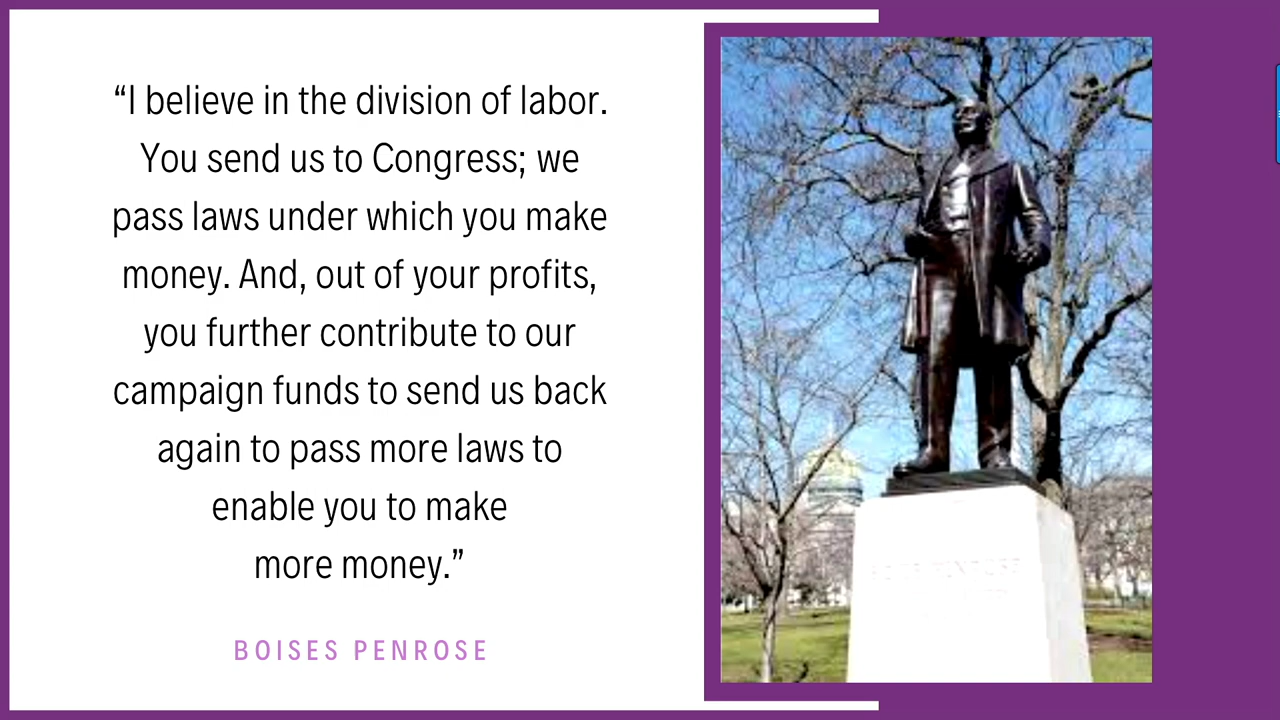 “I believe in the division of labor.
You send us to Congress; we
pass laws under which you make
money. And, out of your profits,
you further contribute to our
campaign funds to send us back
again to pass more laws to
enable you to make
more money.”
BOISES PENROSE